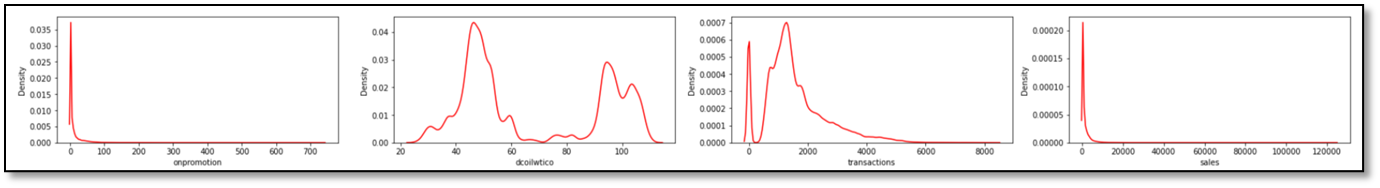 Density
0.035
0.030
0.025
0.020
0.015
0.010
0.005
0.000
0 100 200 300 400 500 600 700
onpromotion
Density
0.04
0.03
0.02
0.01
0.00
20 40 60 80 100
dcoilwtico
Density
0.0007
0.0006
0.0005
0.0004
0.0003
0.0002
0.0001
0.0000
0 2000 4000 6000 8000
transactions
Density
0.00020
0.00015
0.00010
0.00005
0.00000
0 20000 40000 60000 80000 100000 120000
sales